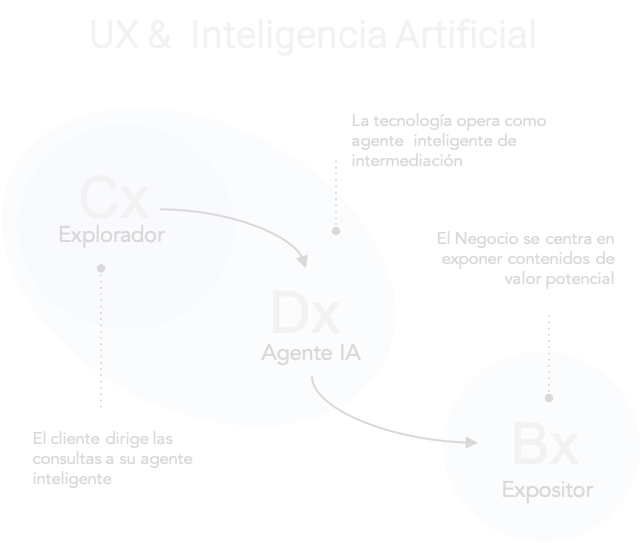 UX & Inteligencia Artificial
La tecnología opera como
agente inteligente de
intermediación
Cx
Explorador
El Negocio se centra en
exponer contenidos de
valor potencial
Dx
Agente IA
El cliente dirige las
consultas a su agente
inteligente
Bx
Expositor